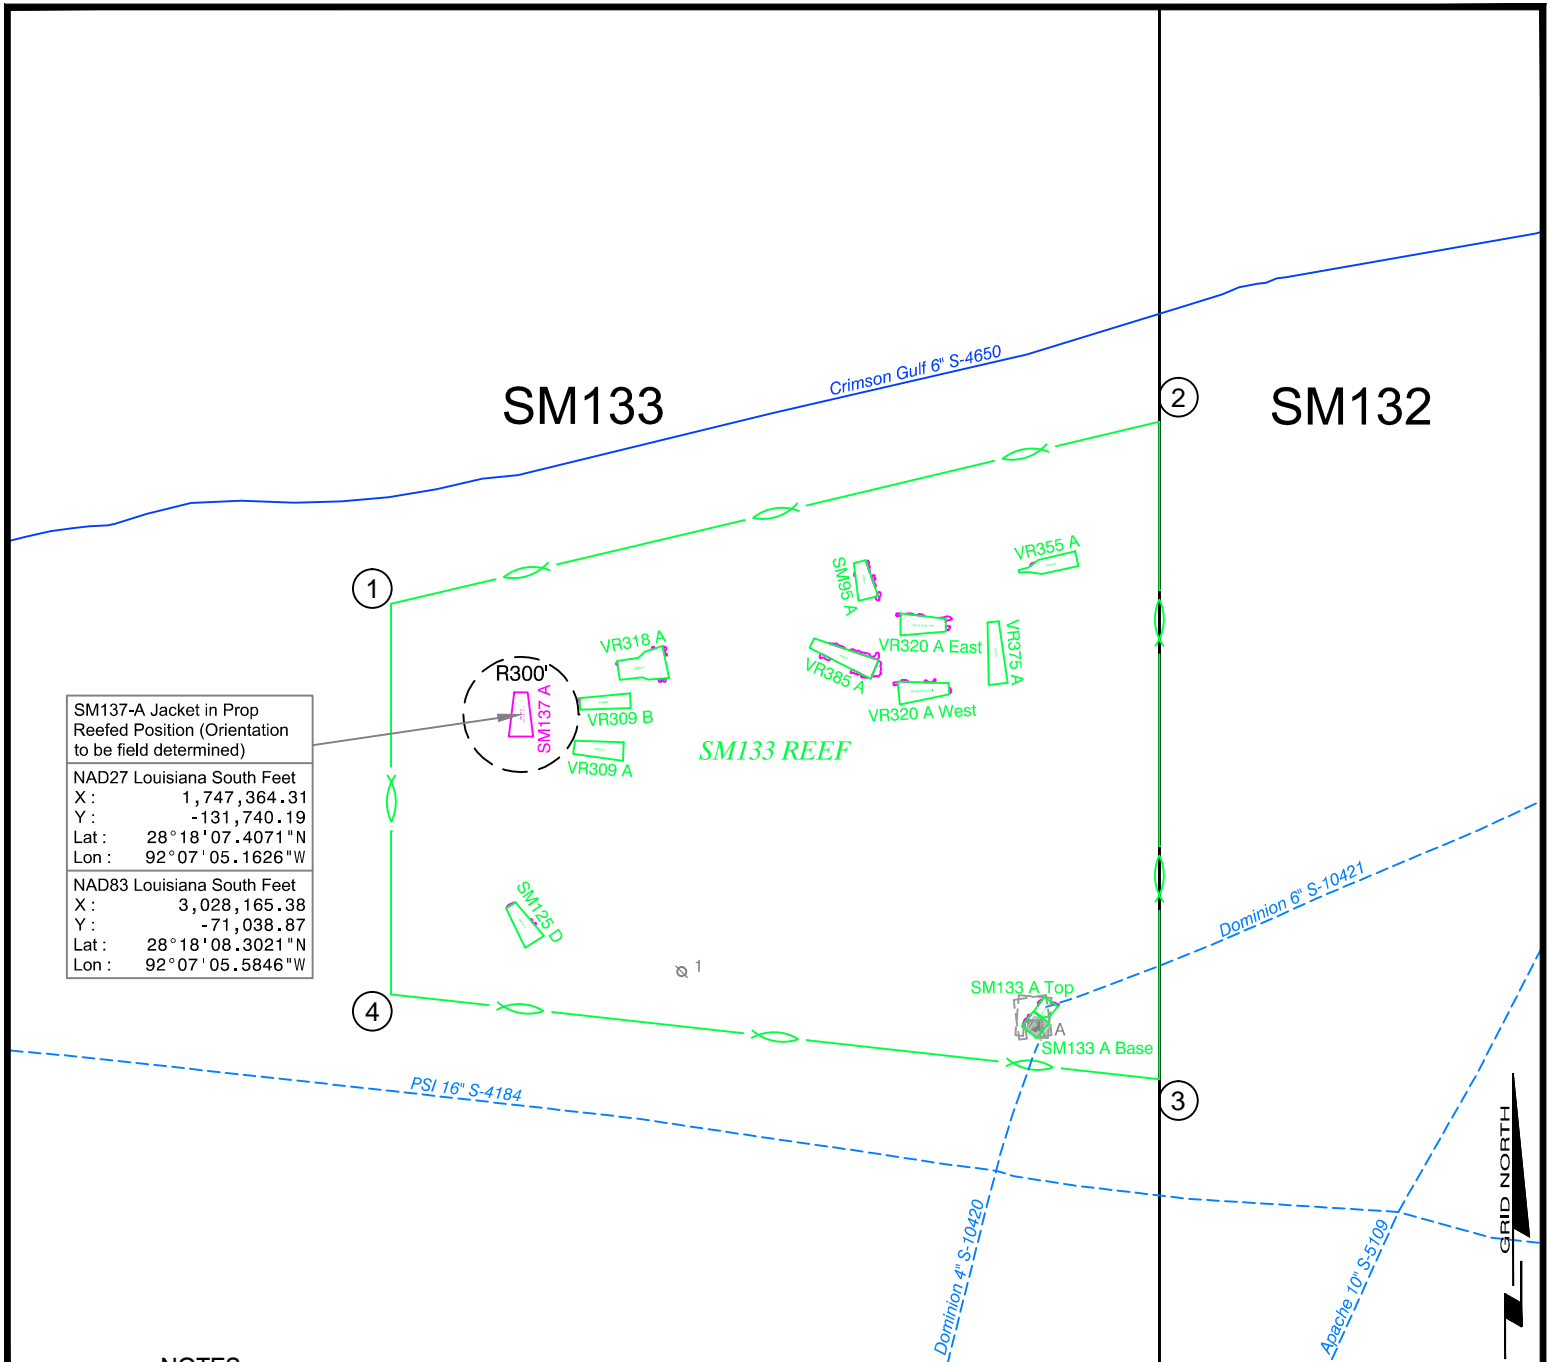 Crimson Gulf 6" S-4650
SM133
SM132
2
1
VR355 A
SM95 A
VR320 A East
VR375 A
VR318 A
VR385 A
R300'
SM137 A
VR309 B
VR320 A West
VR309 A
SM133 REEF
SM137-A Jacket in Prop
Reefed Position (Orientation
to be field determined)
NAD27 Louisiana South Feet
X : 1,747,364.31
Y : -131,740.19
Lat : 28°18'07.4071"N
Lon : 92°07'05.1626"W
NAD83 Louisiana South Feet
X : 3,028,165.38
Y : -71,038.87
Lat : 28°18'08.3021"N
Lon : 92°07'05.5846"W
Dominion 6" S-10421
SM125 D
1
SM133 A Top
A
SM133 A Base
4
3
PSI 16" S-4184
Dominion 4" S-10420
Apache 10" S-5109
GRID NORTH
NOTES